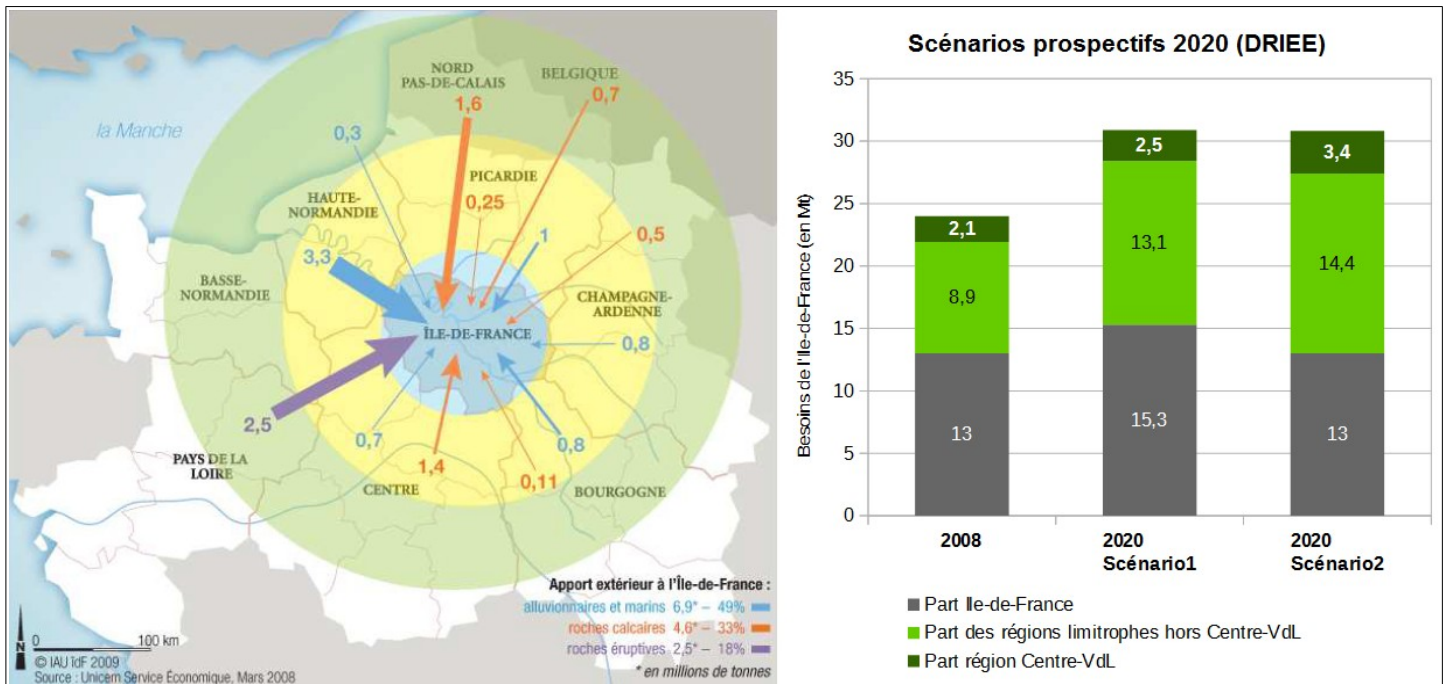 NORD
PAS-DE-CALAIS
1,6
BELGIQUE
0,7
la Manche
0,3
PICARDIE
0,25
HAUTE-
NORMANDIE
3,3
1
0,5
BASSE-
NORMANDIE
CHAMPAGNE-
ARDENNE
ÎLE-DE-FRANCE
0,8
2,5
0,7
0,8
PAYS DE LA
LOIRE
1,4
0,11
CENTRE
BOURGOGNE
Apport extérieur à l'Île-de-France :
alluvionnaires et marins 6,9* – 49%
roches calcaires 4,6* – 33%
roches éruptives 2,5* – 18%
* en millions de tonnes
N
0 100 km
© IAU îdF 2009
Source : Unicem Service Économique, Mars 2008
Scénarios prospectifs 2020 (DRIEE)
Besoins de l'Ile-de-France (en Mt)
35
30
25
20
15
10
5
0
2,1
8,9
13
2,5
13,1
15,3
3,4
14,4
13
2008
2020
Scénario1
2020
Scénario2
Part Ile-de-France
Part des régions limitrophes hors Centre-VdL
Part région Centre-VdL